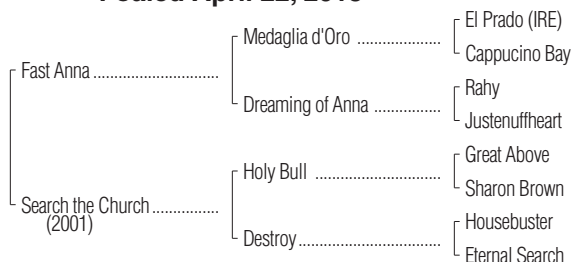 Foaled April 22,
El Prado (IRE)
Medaglia d'Oro ....................
Cappucino Bay
Fast Anna ..............................
Rahy
Dreaming of Anna ................
Justenuffheart
Great Above
Holy Bull ..............................
Sharon Brown
Search the Church ................
(2001)
Housebuster
Destroy ..................................
Eternal Search